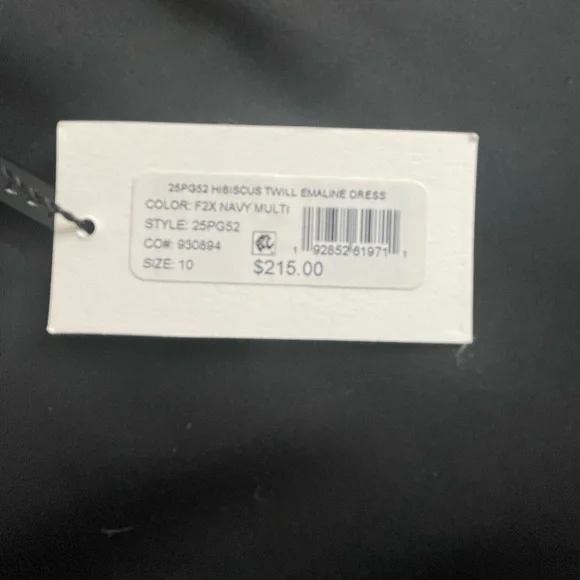 25PG52 HIBISCUS TWILL EMALINE DRESS
COLOR: F2X NAVY MULTI
STYLE: 25PG52
CO#: 930894
SIZE: 10
1 92852 61971 1
$215.00